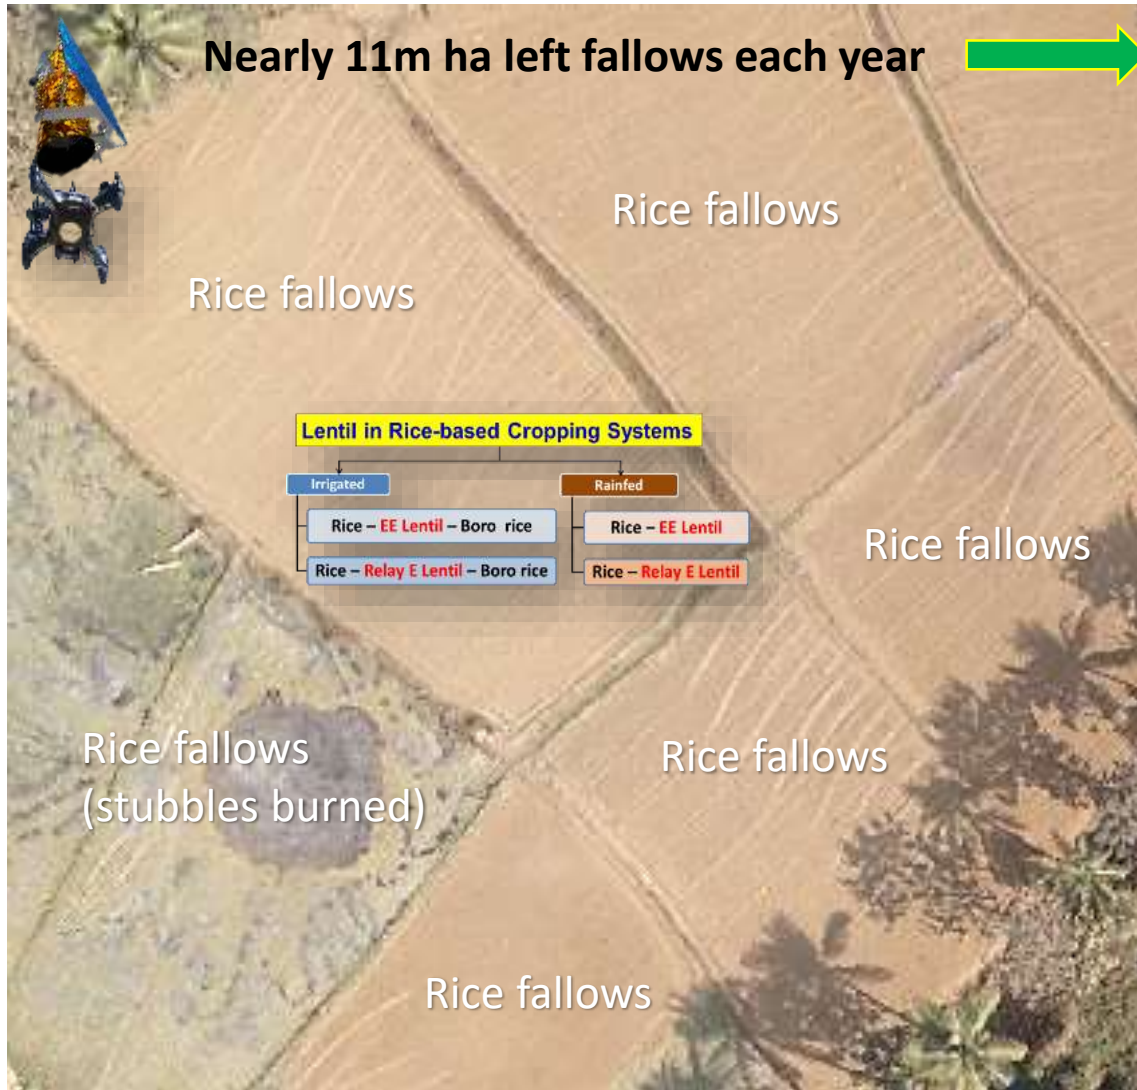 Nearly 11m ha left fallows each year
Rice fallows
Rice fallows
Lentil in Rice-based Cropping Systems
Irrigated
Rainfed
Rice – EE Lentil – Boro rice
Rice – EE Lentil
Rice – Relay E Lentil – Boro rice
Rice – Relay E Lentil
Rice fallows
Rice fallows
(stubbles burned)
Rice fallows
Rice fallows